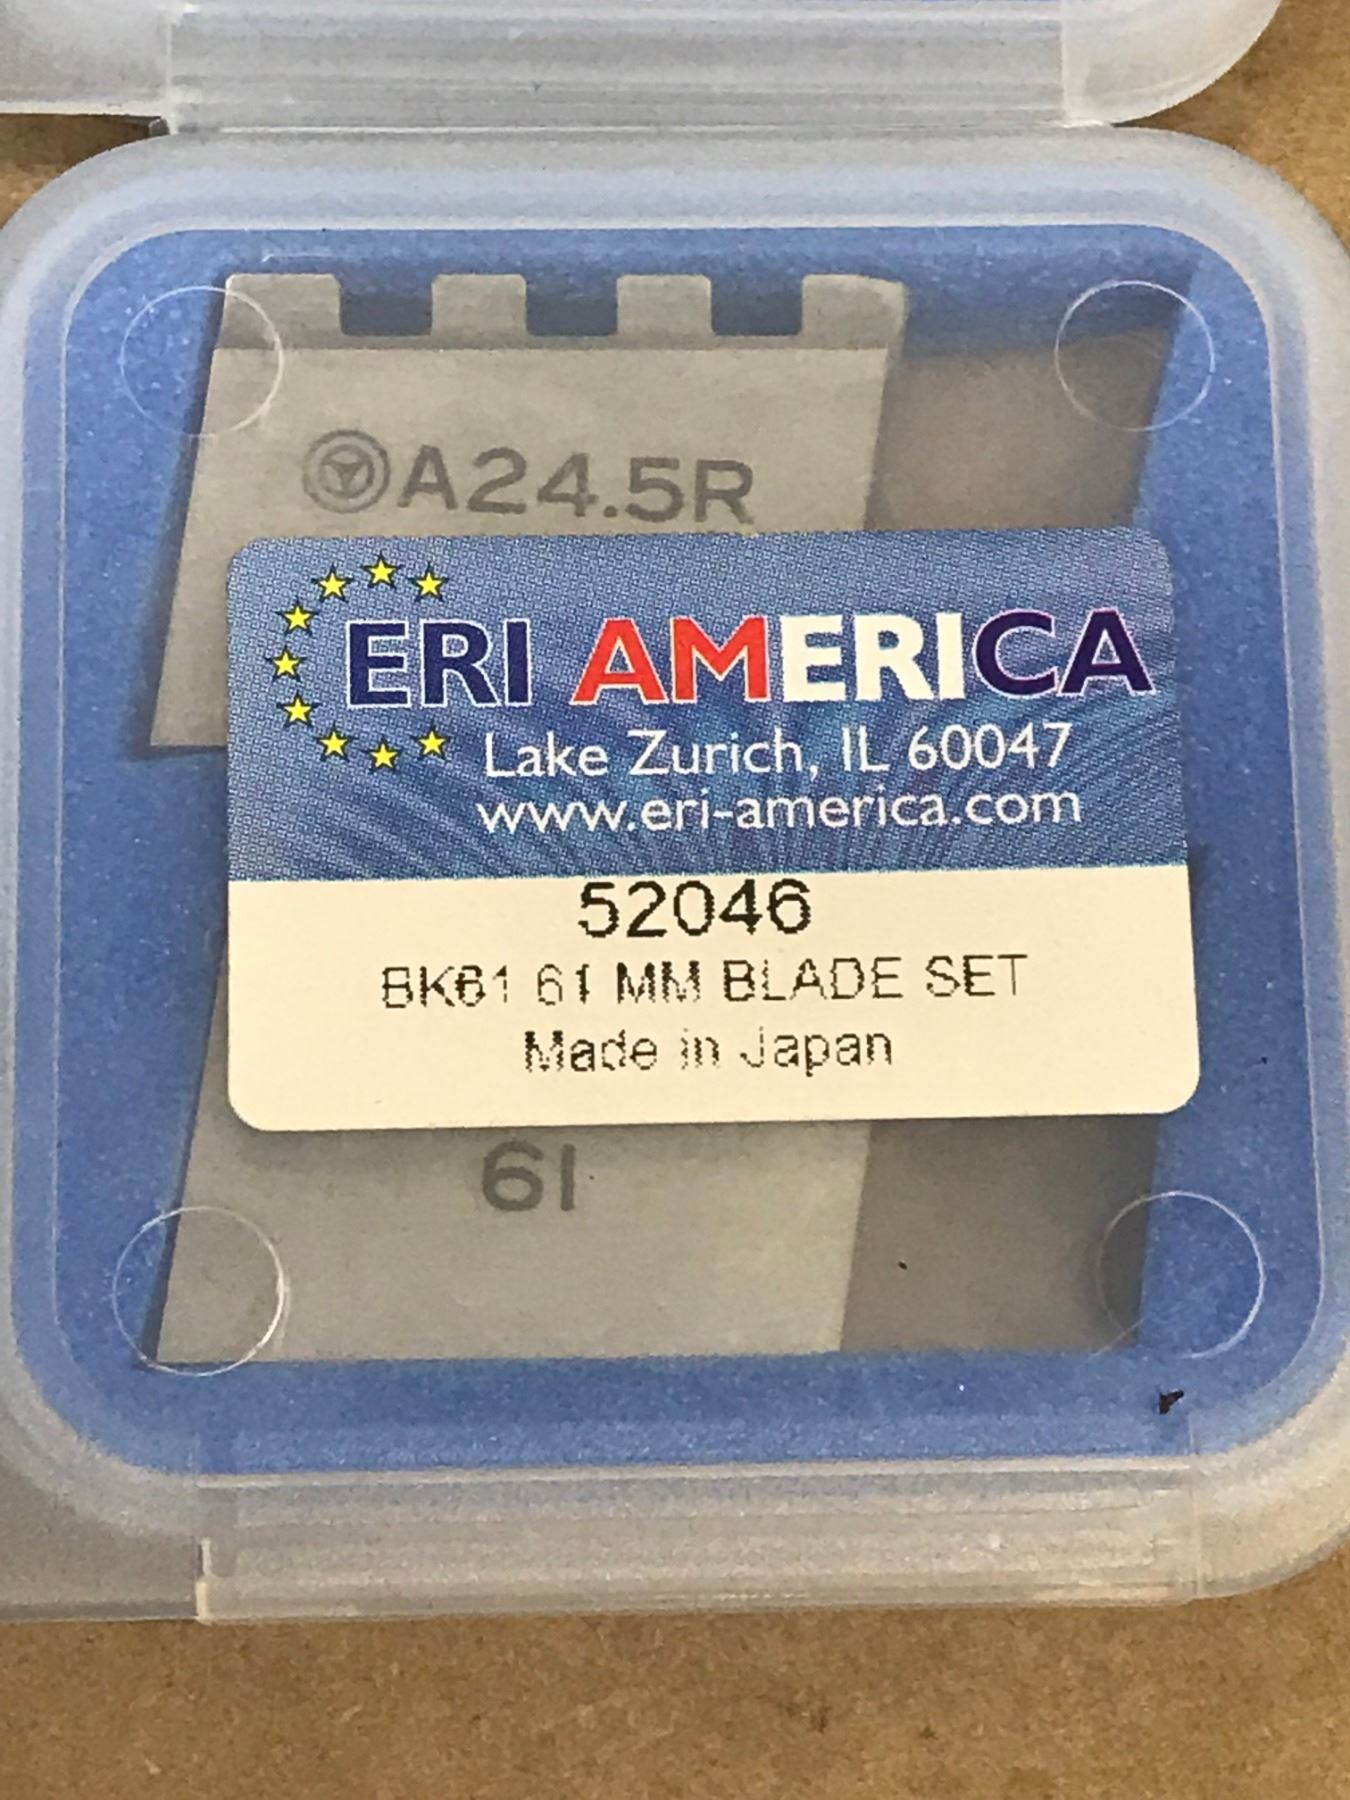 A24.5R
ERI AMERICA
Lake Zurich, IL 60047
www.eri-america.com
52046
BK61 61 MM BLADE SET
Made in Japan
61